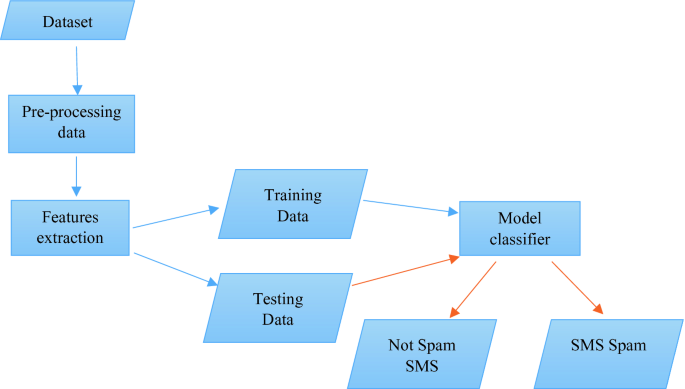 Dataset
Pre-processing
data
Features
extraction
Training
Data
Testing
Data
Model
classifier
Not Spam
SMS
SMS Spam